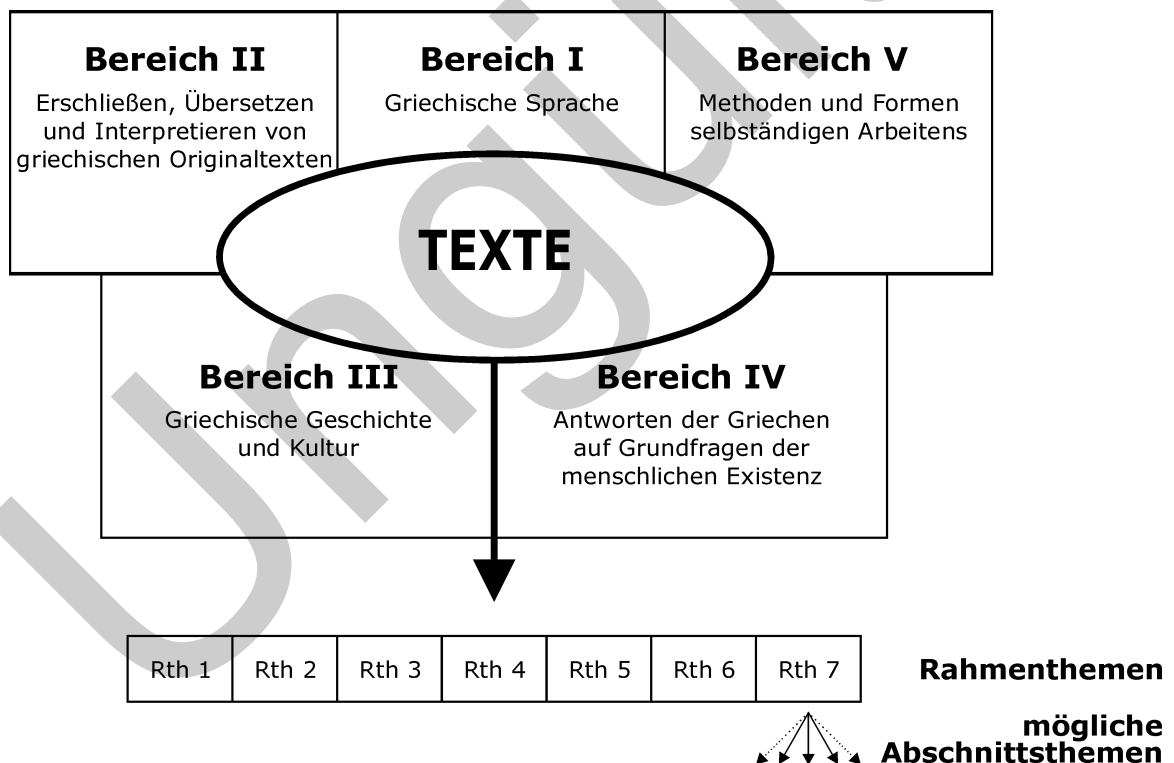 Bereich II
Erschließen, Übersetzen
und Interpretieren von
griechischen Originaltexten
Bereich I
Griechische Sprache
Bereich V
Methoden und Formen
selbständigen Arbeitens
TEXTE
Bereich III
Griechische Geschichte
und Kultur
Bereich IV
Antworten der Griechen
auf Grundfragen der
menschlichen Existenz
Rth 1
Rth 2
Rth 3
Rth 4
Rth 5
Rth 6
Rth 7
Rahmenthemen
mögliche
Abschnittsthemen